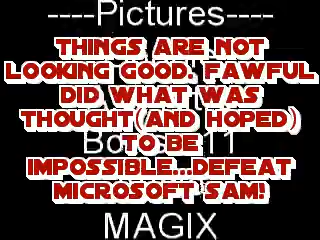 ----Pictures----
THINGS ARE NOT
LOOKING GOOD. FAWFUL
DID WHAT WAS
THOUGHT(AND HOPED)
TO BE
IMPOSSIBLE...DEFEAT
MICROSOFT SAM!
MAGIX